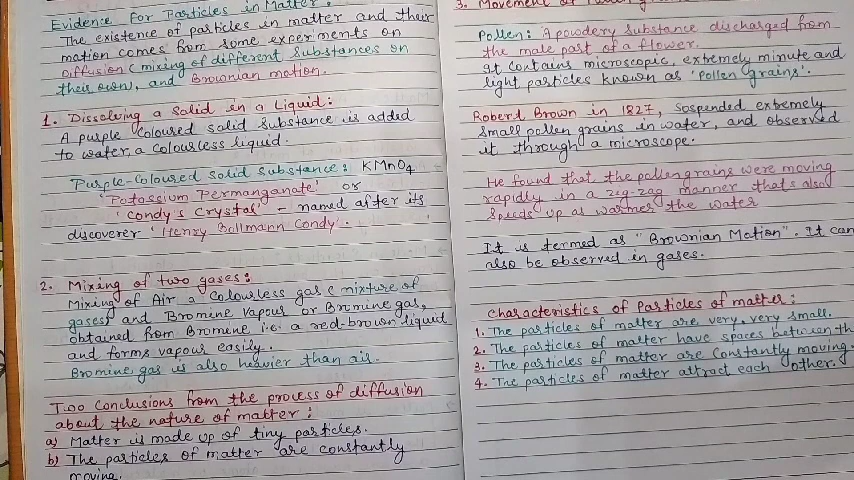 Evidence For Particles in Matter:
The existence of particles in matter and their
motion comes from some experiments on
Diffusion (mixing of different substances on
their own, and Brownian motion.
1. Dissolving a Solid in a Liquid:
A purple coloured solid substance is added
to water, a colourless liquid.
Purple-Coloured Solid Substance: KMnO4
'Potassium Permanganate' or
'Condy's Crystal' - named after its
discoverer 'Henry Bollmann Condy'.
2. Mixing of two gases:
Mixing of Air a Colourless gas (mixture of
gases) and Bromine Vapour or Bromine gas,
obtained from Bromine i.e. a red-brown liquid
and forms vapour easily.
Bromine gas is also heavier than air.
Two Conclusions from the process of diffusion
about the nature of matter:
a) Matter is made up of tiny particles.
b) The particles of matter are constantly
moving.
3. Movement of
Pollen: A powdery substance discharged from
the male part of a flower.
It contains microscopic, extremely minute and
light particles known as 'Pollen Grains'.
Robert Brown in 1827, suspended extremely
small pollen grains in water, and observed
it through a microscope.
He found that the pollen grains were moving
rapidly in a zig-zag manner that's also
speeds up as warmer the water
It is termed as "Brownian Motion". It can
also be observed in gases.
Characteristics of Particles of matter:
1. The particles of matter are very, very small.
2. The particles of matter have spaces between th
3. The particles of matter are constantly moving.
4. The particles of matter attract each other.